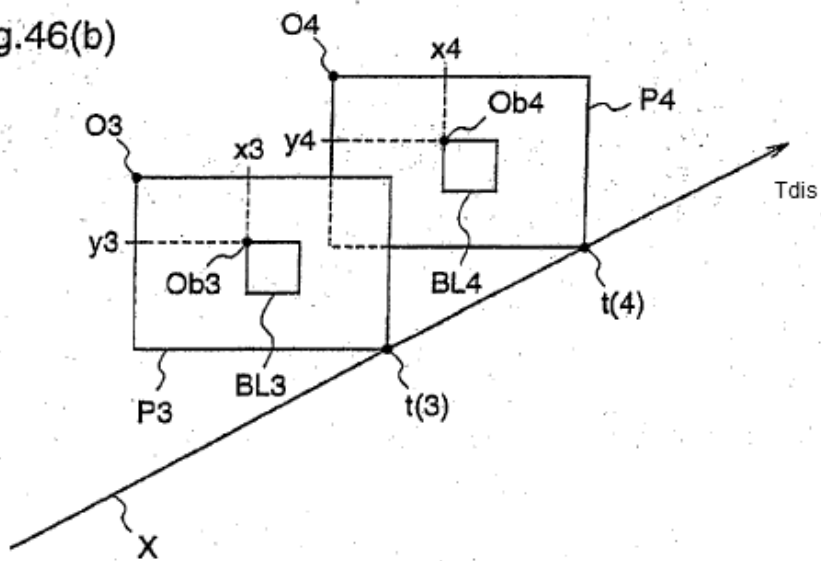 g.46(b)
O4
x4
P4
Ob4
y4
O3
x3
Tdis
y3
Ob3
BL4
t(4)
BL3
P3
t(3)
X